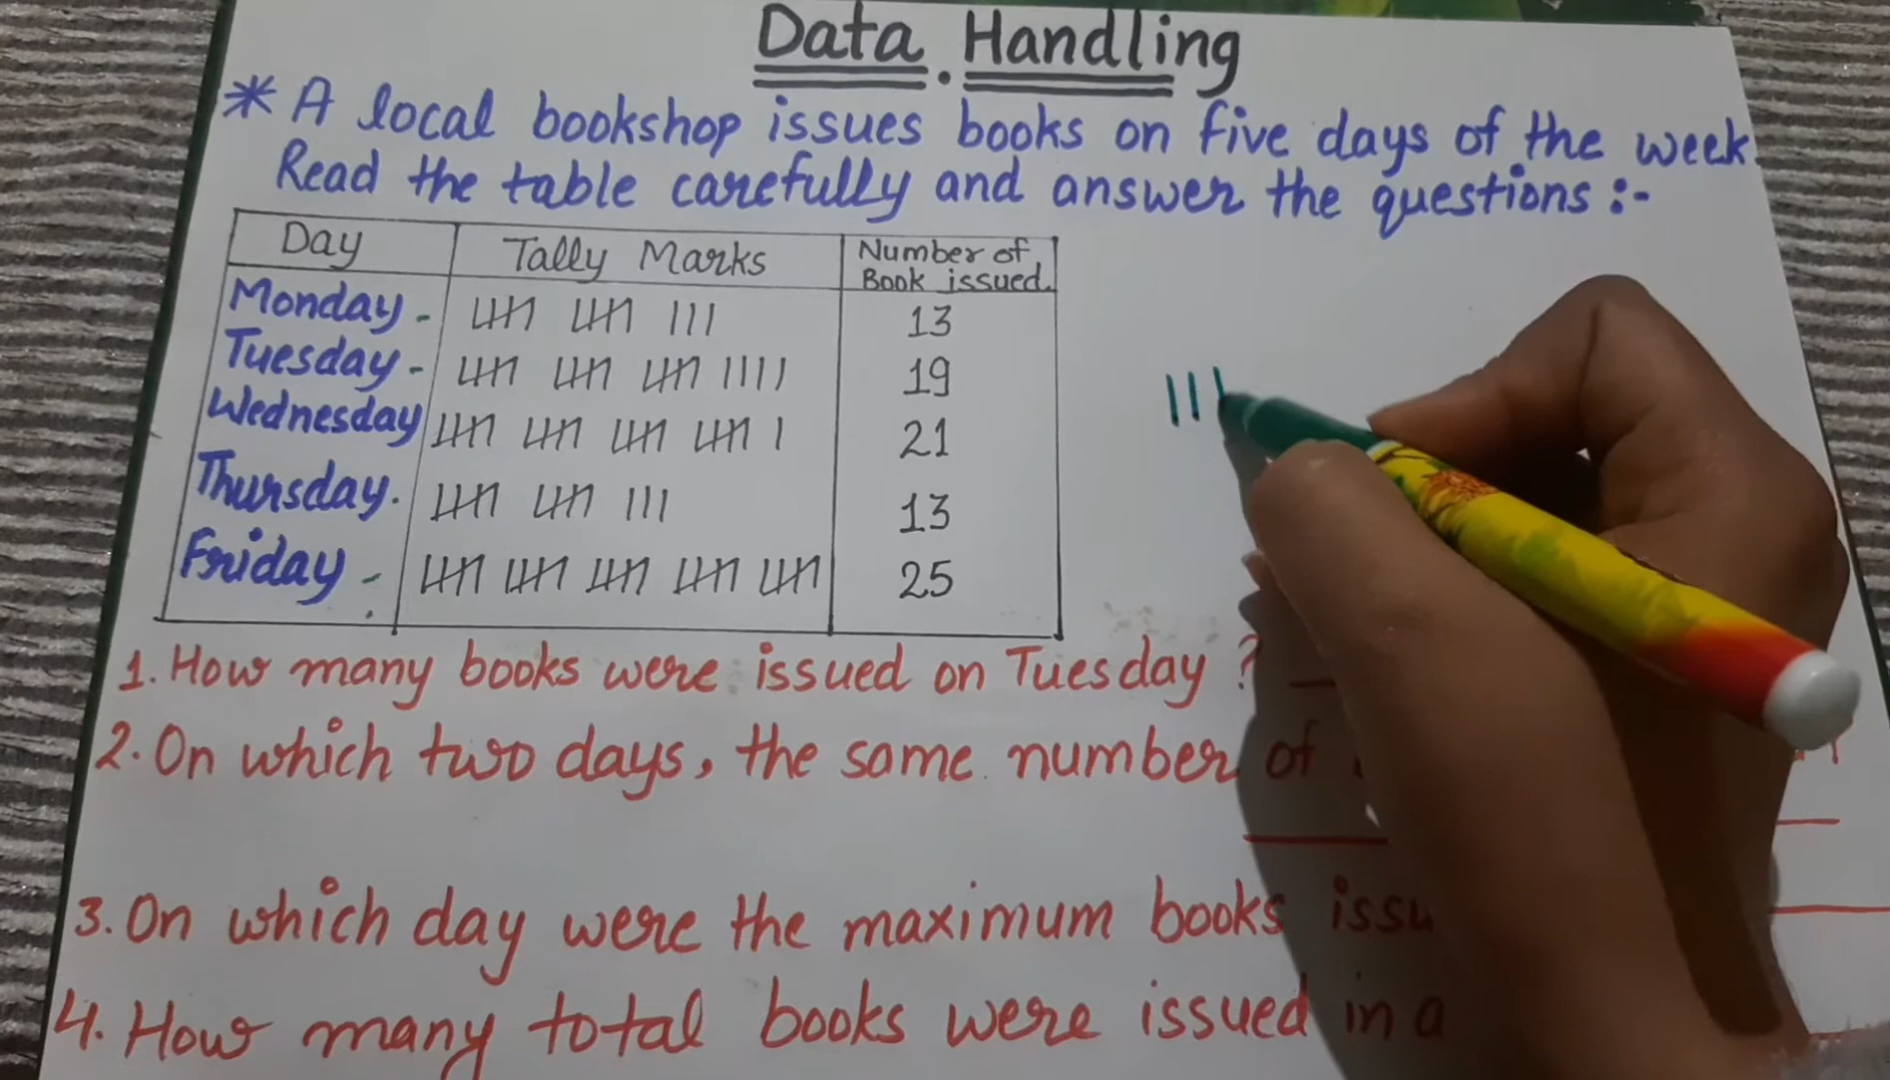 Data Handling
* A local bookshop issues books on five days of the week.
Read the table carefully and answer the questions :-
Day Tally Marks Number of Book issued.
Monday - 𝍸 𝍸 ||| 13
Tuesday - 𝍸 𝍸 𝍸 |||| 19
Wednesday 𝍸 𝍸 𝍸 𝍸 | 21
Thursday. 𝍸 𝍸 ||| 13
Friday - 𝍸 𝍸 𝍸 𝍸 𝍸 25
|||
1. How many books were issued on Tuesday ?
2. On which two days, the same number of
3. On which day were the maximum books issu
4. How many total books were issued in a